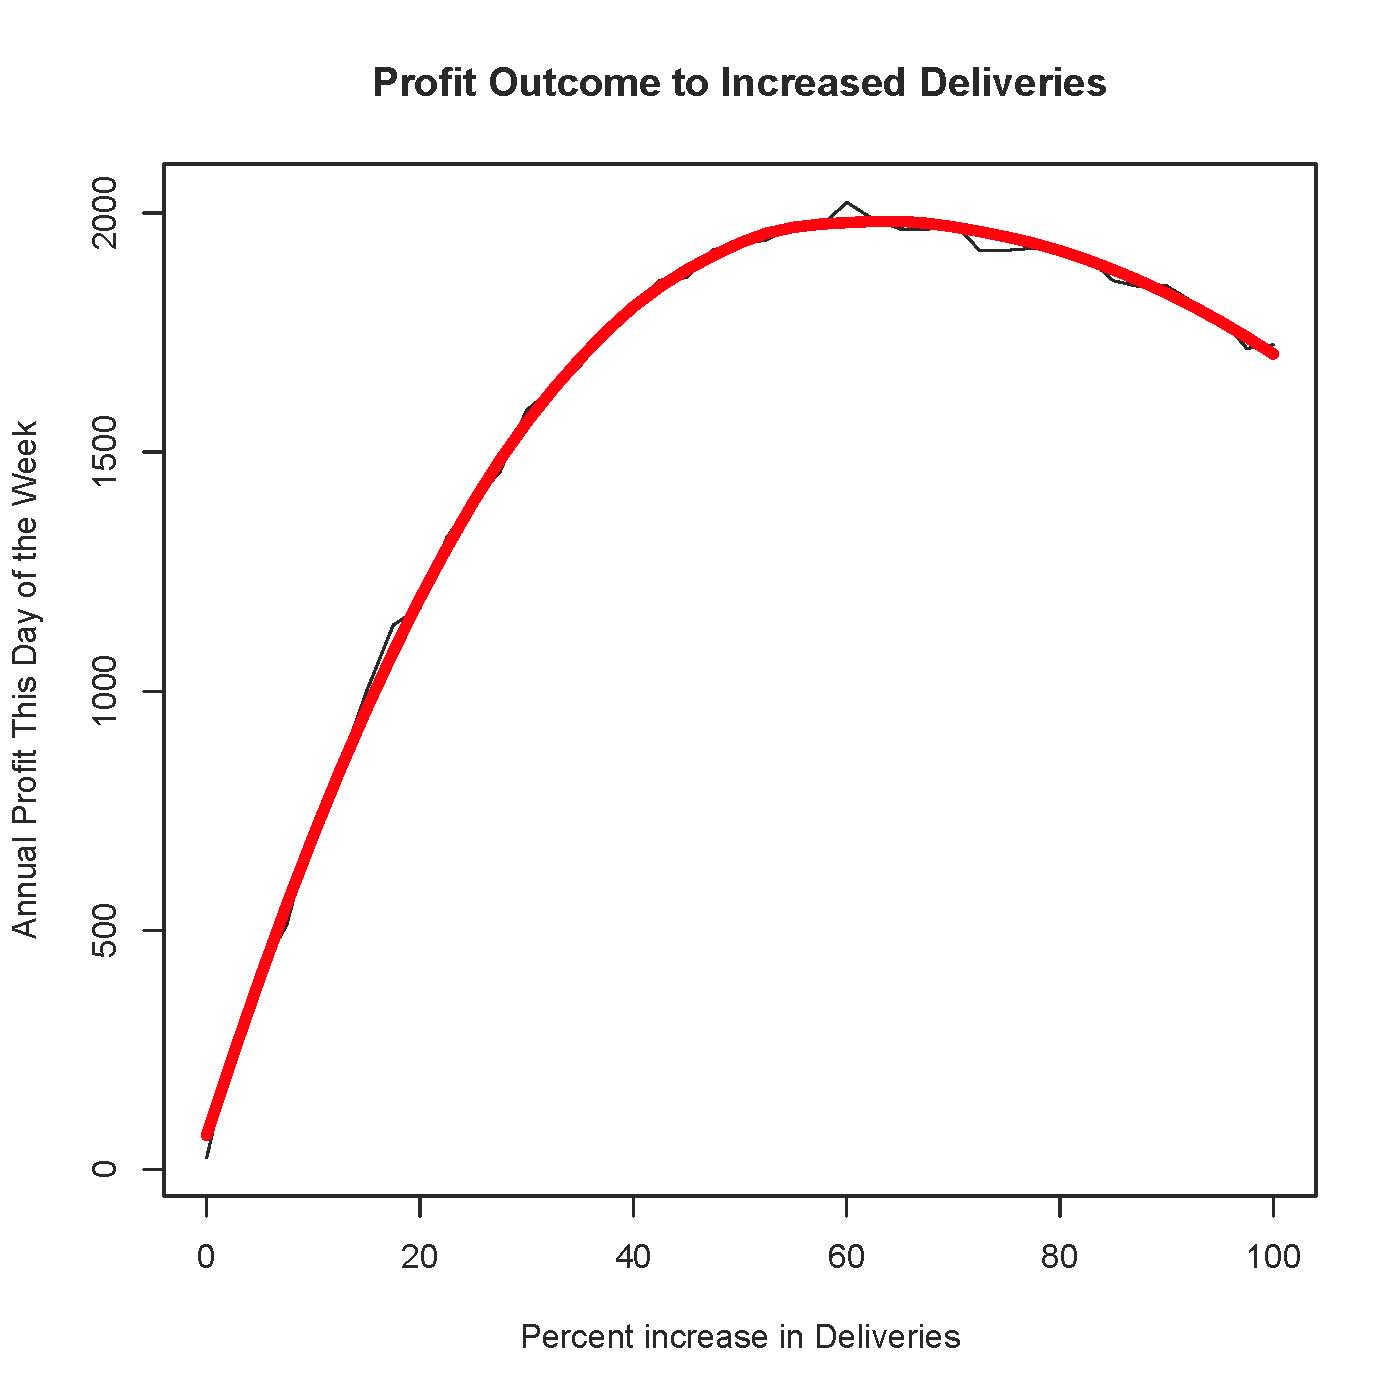 Profit Outcome to Increased Deliveries
Annual Profit This Day of the Week
2000
1500
1000
500
0
0 20 40 60 80 100
Percent increase in Deliveries